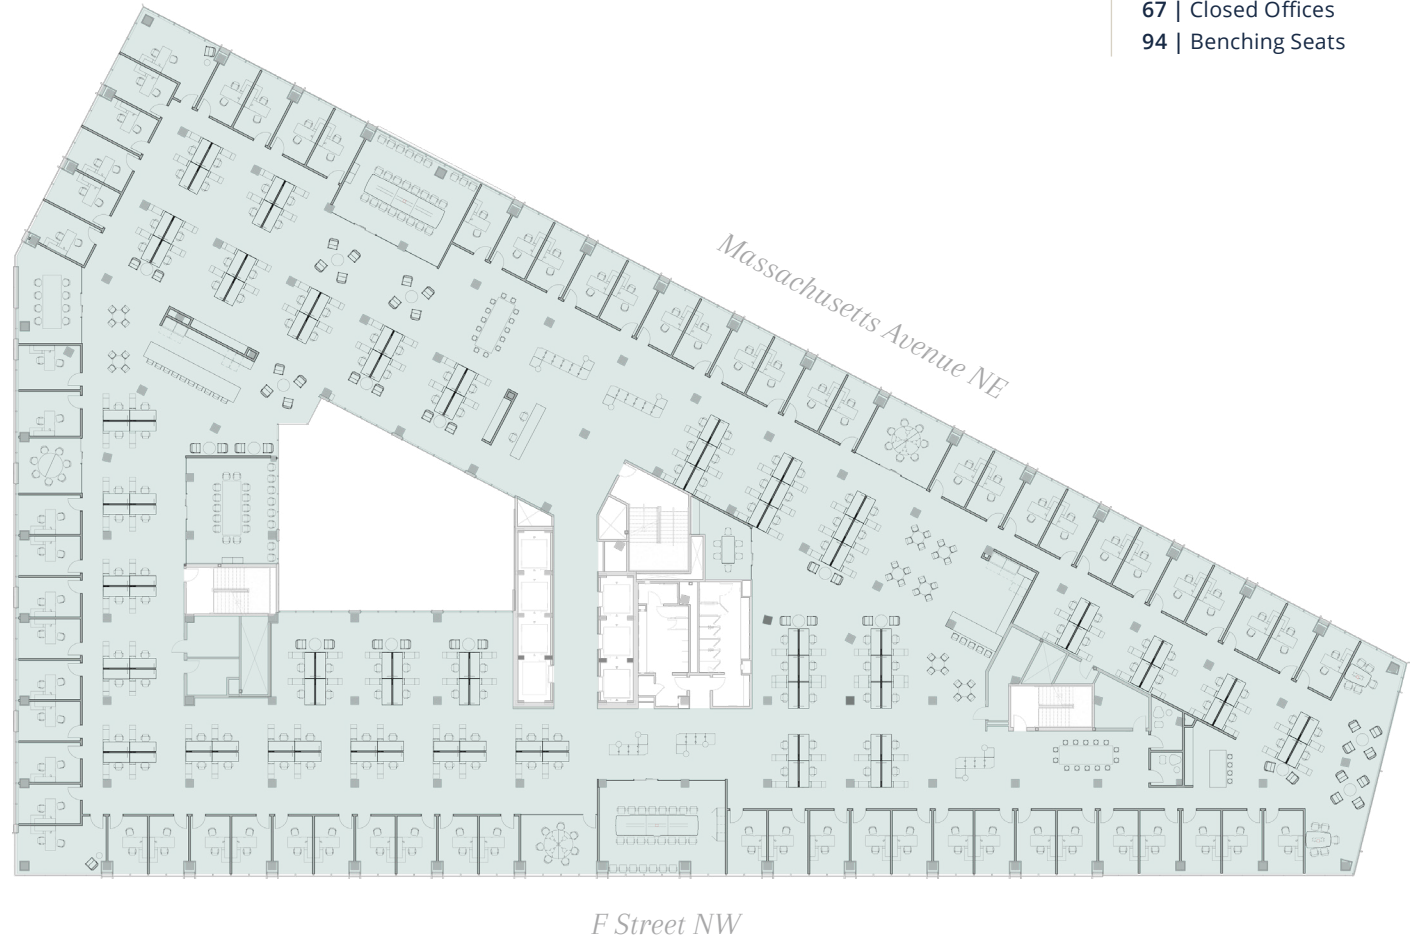 67 | Closed Offices
94 | Benching Seats
Massachusetts Avenue NE
F Street NW